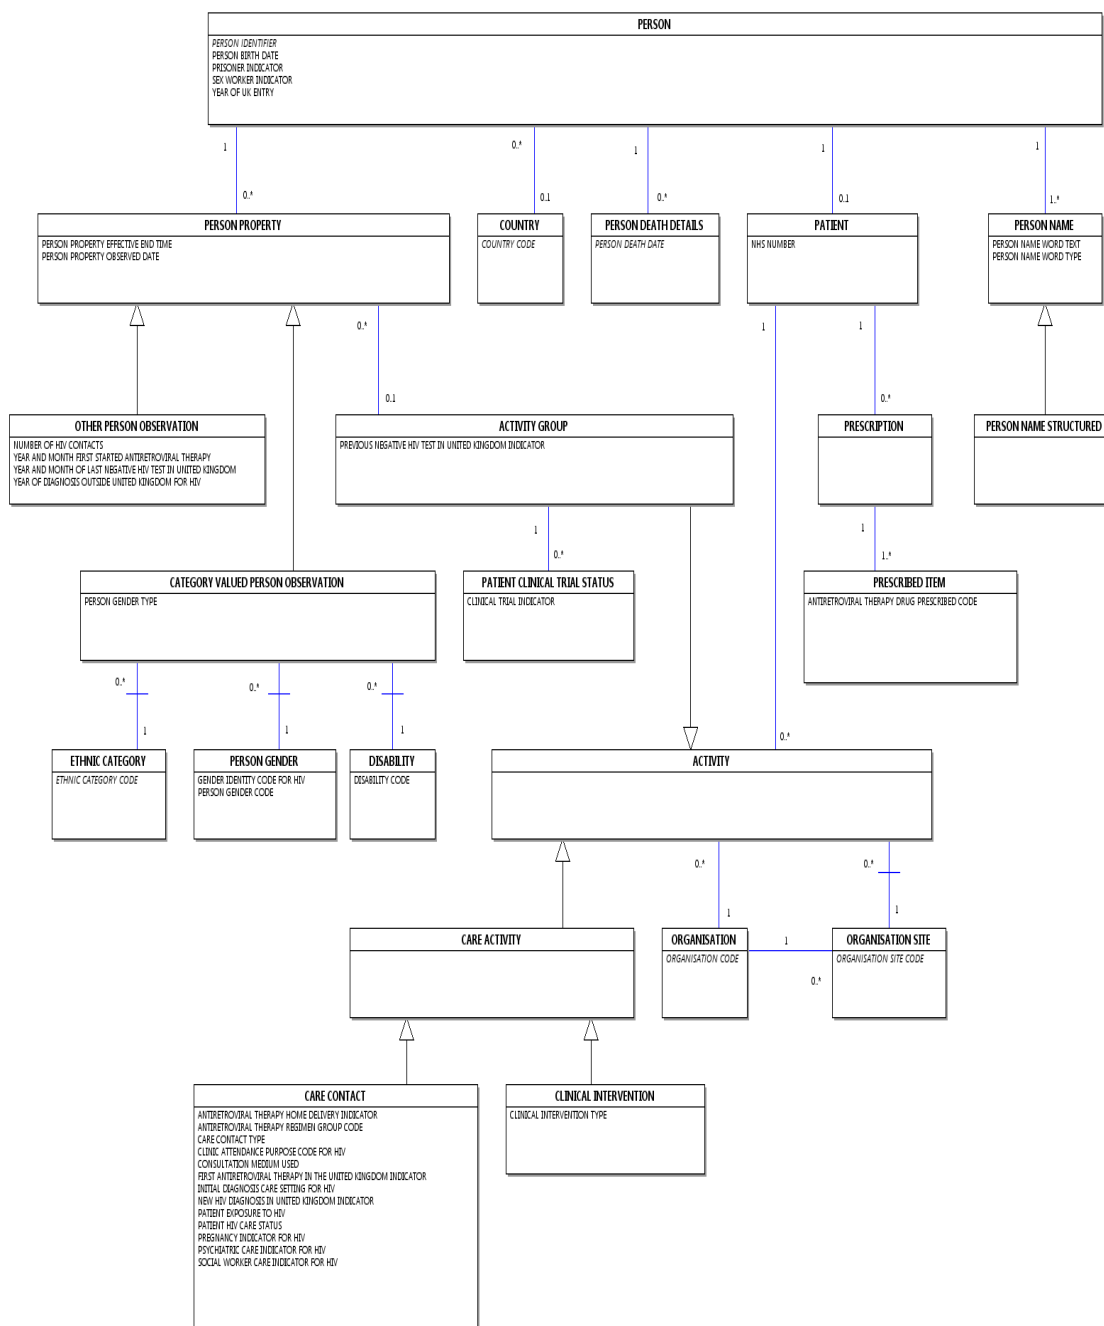 PERSON
PERSON IDENTIFIER
PERSON BIRTH DATE
PRISONER INDICATOR
SEX WORKER INDICATOR
YEAR OF UK ENTRY
1
0..*
1
1
1
0..*
0..1
0..*
0..1
1..*
PERSON PROPERTY
PERSON PROPERTY EFFECTIVE END TIME
PERSON PROPERTY OBSERVED DATE
COUNTRY
COUNTRY CODE
PERSON DEATH DETAILS
PERSON DEATH DATE
PATIENT
NHS NUMBER
PERSON NAME
PERSON NAME WORD TEXT
PERSON NAME WORD TYPE
0..*
1
1
0..1
0..*
OTHER PERSON OBSERVATION
NUMBER OF HIV CONTACTS
YEAR AND MONTH FIRST STARTED ANTIRETROVIRAL THERAPY
YEAR AND MONTH OF LAST NEGATIVE HIV TEST IN UNITED KINGDOM
YEAR OF DIAGNOSIS OUTSIDE UNITED KINGDOM FOR HIV
ACTIVITY GROUP
PREVIOUS NEGATIVE HIV TEST IN UNITED KINGDOM INDICATOR
PRESCRIPTION
PERSON NAME STRUCTURED
1
0..*
1
1..*
CATEGORY VALUED PERSON OBSERVATION
PERSON GENDER TYPE
PATIENT CLINICAL TRIAL STATUS
CLINICAL TRIAL INDICATOR
PRESCRIBED ITEM
ANTIRETROVIRAL THERAPY DRUG PRESCRIBED CODE
0..*
0..*
0..*
1
1
1
0..*
ETHNIC CATEGORY
ETHNIC CATEGORY CODE
PERSON GENDER
GENDER IDENTITY CODE FOR HIV
PERSON GENDER CODE
DISABILITY
DISABILITY CODE
ACTIVITY
0..*
0..*
1
1
CARE ACTIVITY
ORGANISATION
ORGANISATION CODE
1
0..*
ORGANISATION SITE
ORGANISATION SITE CODE
CARE CONTACT
ANTIRETROVIRAL THERAPY HOME DELIVERY INDICATOR
ANTIRETROVIRAL THERAPY REGIMEN GROUP CODE
CARE CONTACT TYPE
CLINIC ATTENDANCE PURPOSE CODE FOR HIV
CONSULTATION MEDIUM USED
FIRST ANTIRETROVIRAL THERAPY IN THE UNITED KINGDOM INDICATOR
INITIAL DIAGNOSIS CARE SETTING FOR HIV
NEW HIV DIAGNOSIS IN UNITED KINGDOM INDICATOR
PATIENT EXPOSURE TO HIV
PATIENT HIV CARE STATUS
PREGNANCY INDICATOR FOR HIV
PSYCHIATRIC CARE INDICATOR FOR HIV
SOCIAL WORKER CARE INDICATOR FOR HIV
CLINICAL INTERVENTION
CLINICAL INTERVENTION TYPE